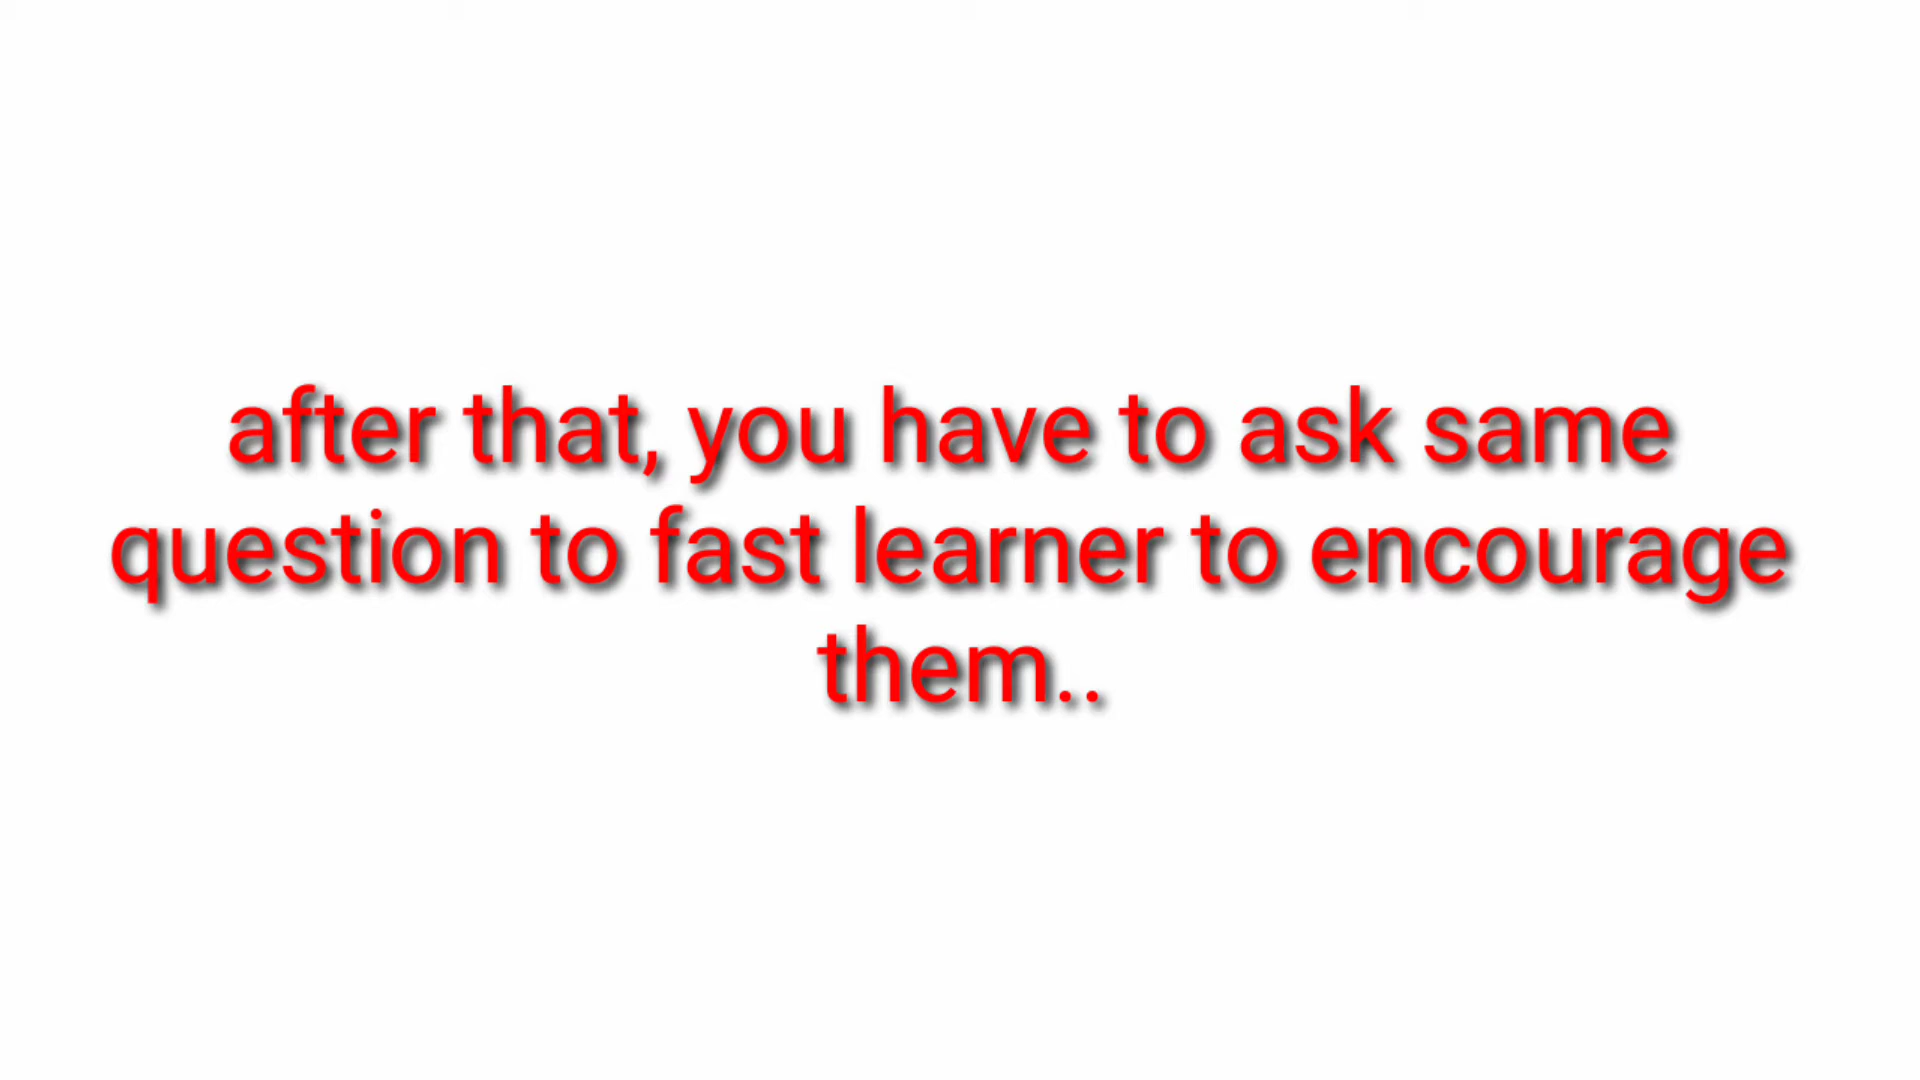 after that, you have to ask same
question to fast learner to encourage
them..